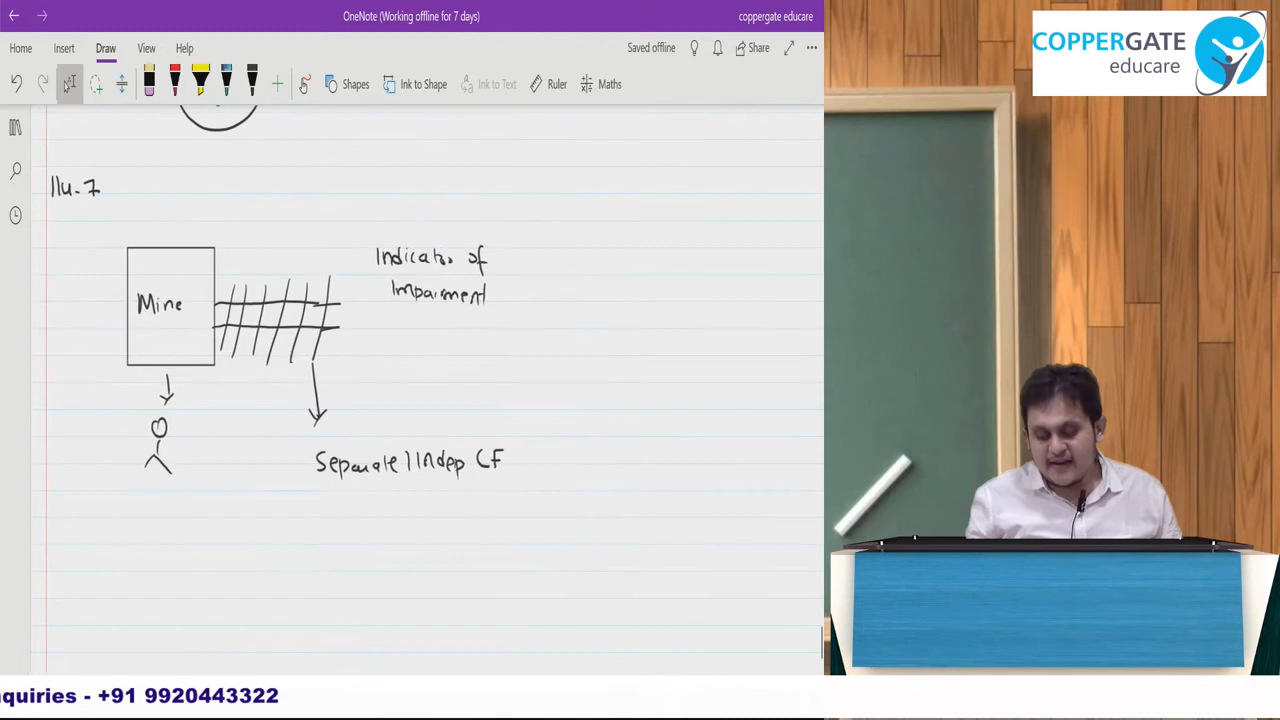 OneNote (Working offline for 7 days)
coppergate educare
Home Insert Draw View Help
Saved offline Share
Shapes Ink to Shape Ink to Text Ruler Maths
COPPERGATE
educare
Illu. 7
Indicator of
Impairment
Mine
Separate / Indep CF
nquiries - +91 9920443322